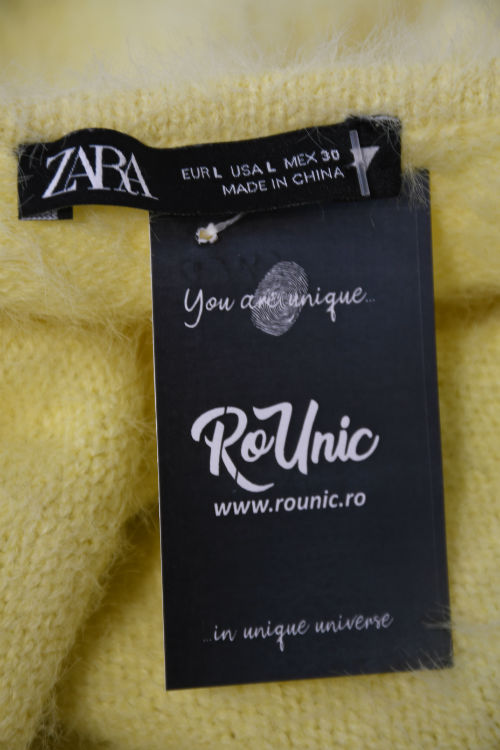 ZARA
EUR L USA L MEX 30
MADE IN CHINA
You are unique...
RoUnic
www.rounic.ro
...in unique universe